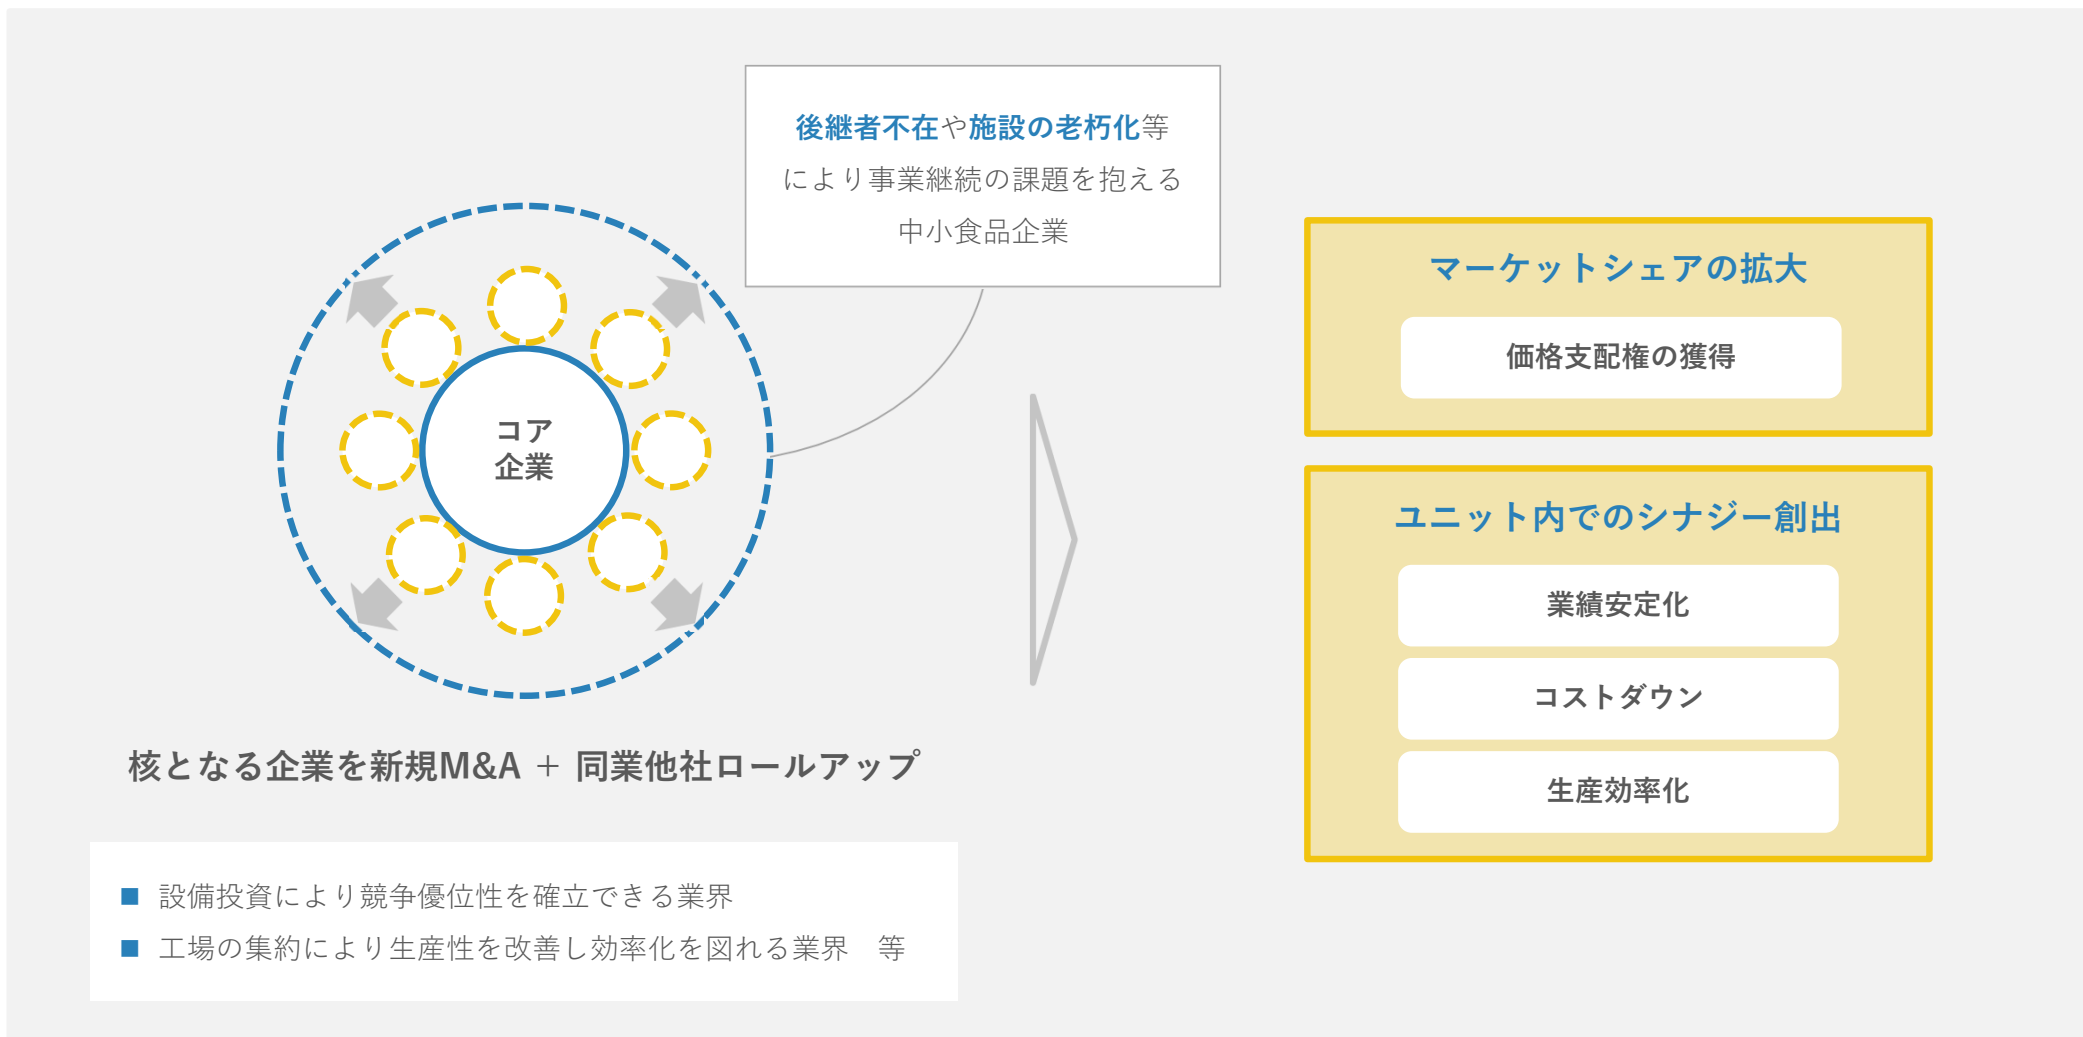 後継者不在や施設の老朽化等
により事業継続の課題を抱える
中小食品企業
コア
企業
核となる企業を新規M&A + 同業他社ロールアップ
■ 設備投資により競争優位性を確立できる業界
■ 工場の集約により生産性を改善し効率化を図れる業界　等
マーケットシェアの拡大
価格支配権の獲得
ユニット内でのシナジー創出
業績安定化
コストダウン
生産効率化